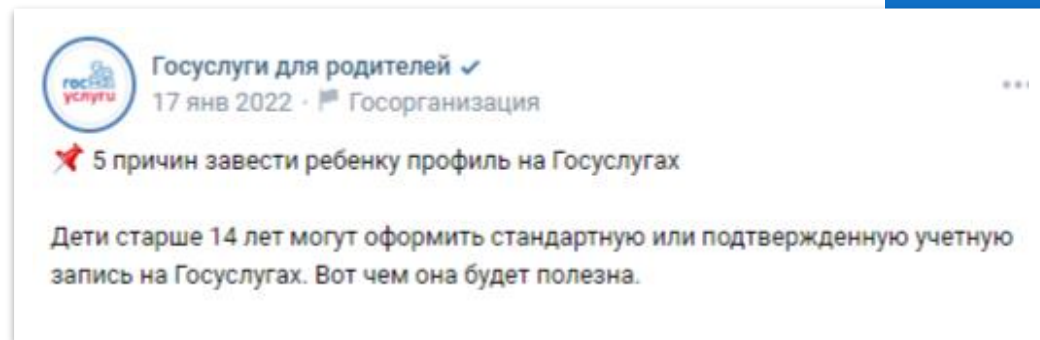 гос
услуги
Госуслуги для родителей
17 янв 2022 · Госорганизация
5 причин завести ребенку профиль на Госуслугах
Дети старше 14 лет могут оформить стандартную или подтвержденную учетную
запись на Госуслугах. Вот чем она будет полезна.